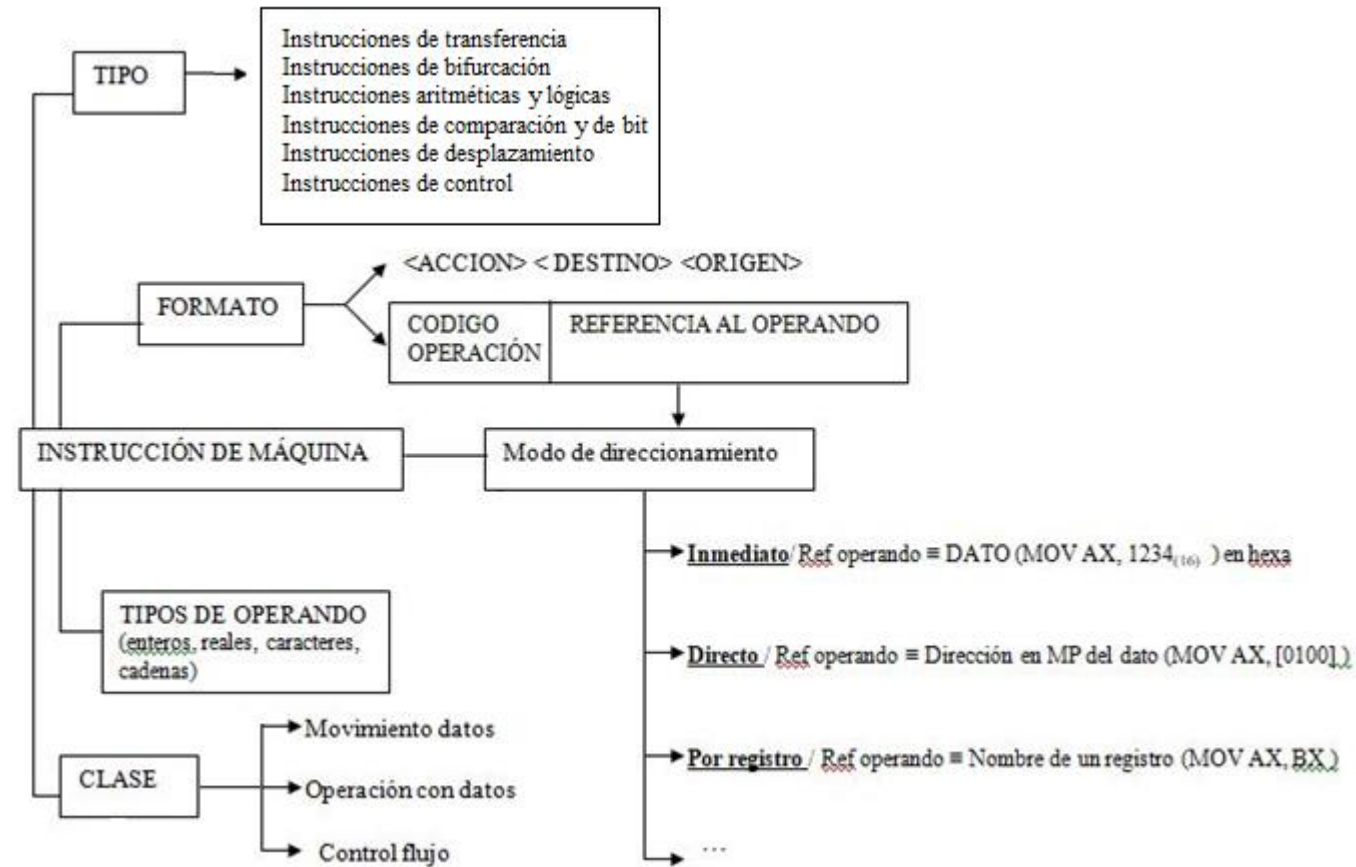 TIPO
Instrucciones de transferencia
Instrucciones de bifurcación
Instrucciones aritméticas y lógicas
Instrucciones de comparación y de bit
Instrucciones de desplazamiento
Instrucciones de control
FORMATO
<ACCION> < DESTINO> <ORIGEN>
CODIGO
OPERACIÓN
REFERENCIA AL OPERANDO
INSTRUCCIÓN DE MÁQUINA
Modo de direccionamiento
Inmediato/ Ref operando ≡ DATO (MOV AX, 1234(16) ) en hexa
Directo / Ref operando ≡ Dirección en MP del dato (MOV AX, [0100] )
Por registro / Ref operando ≡ Nombre de un registro (MOV AX, BX )
...
TIPOS DE OPERANDO
(enteros, reales, caracteres,
cadenas)
CLASE
Movimiento datos
Operación con datos
Control flujo